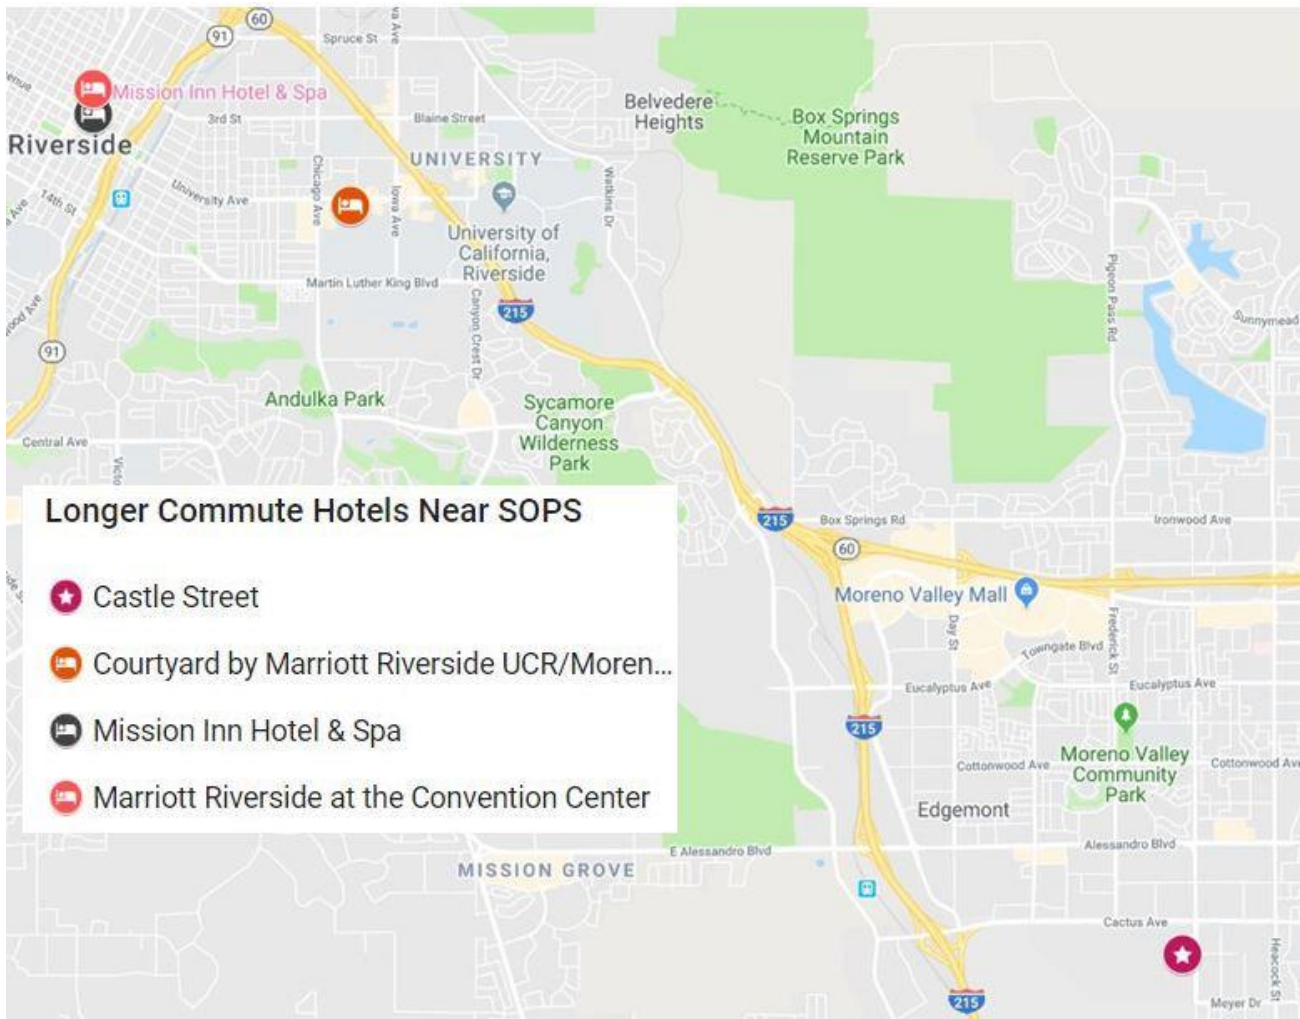 60
91
Spruce St
Iowa Ave
Mission Inn Hotel & Spa
3rd St
Blaine Street
Belvedere
Heights
Box Springs
Mountain
Reserve Park
Riverside
UNIVERSITY
Chicago Ave
Iowa Ave
Watkins Dr
14th St
University Ave
University of
California,
Riverside
Martin Luther King Blvd
Canyon Crest Dr
215
Pigeon Pass Rd
Sunnymead
91
Andulka Park
Sycamore
Canyon
Wilderness
Park
Central Ave
Victo
Longer Commute Hotels Near SOPS
Castle Street
Courtyard by Marriott Riverside UCR/Moren...
Mission Inn Hotel & Spa
Marriott Riverside at the Convention Center
215
Box Springs Rd
Ironwood Ave
60
Moreno Valley Mall
Day St
Frederick St
Towngate Blvd
Eucalyptus Ave
Eucalyptus Ave
215
Moreno Valley
Community
Park
Cottonwood Ave
Cottonwood Ave
Edgemont
E Alessandro Blvd
Alessandro Blvd
MISSION GROVE
Cactus Ave
Heacock St
215
Meyer Dr